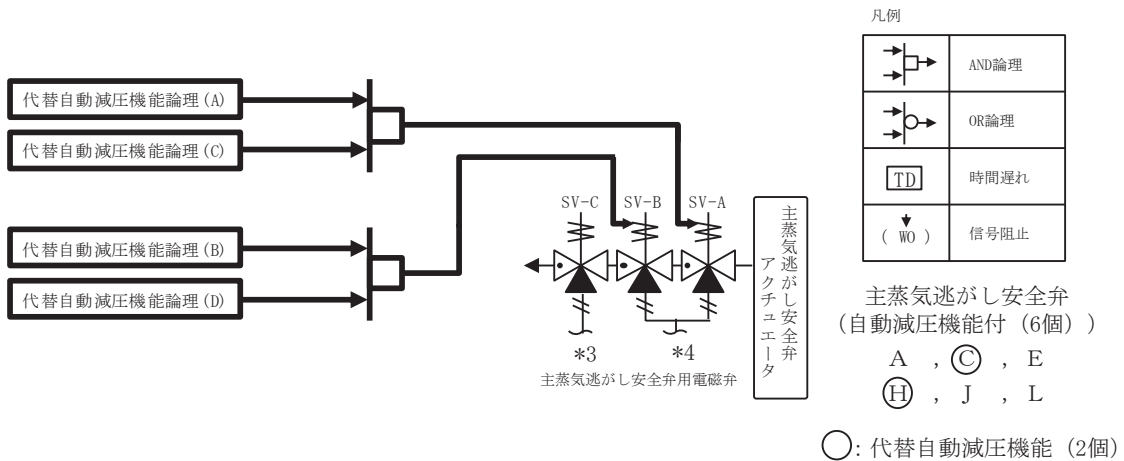 代替自動減圧機能論理(A)
代替自動減圧機能論理(C)
代替自動減圧機能論理(B)
代替自動減圧機能論理(D)
SV-C SV-B SV-A
主蒸気逃がし安全弁
アクチュエータ
*3 *4
主蒸気逃がし安全弁用電磁弁
凡例
AND論理
OR論理
TD 時間遅れ
( WO ) 信号阻止
主蒸気逃がし安全弁
(自動減圧機能付 (6個))
A , C , E
H , J , L
○: 代替自動減圧機能 (2個)